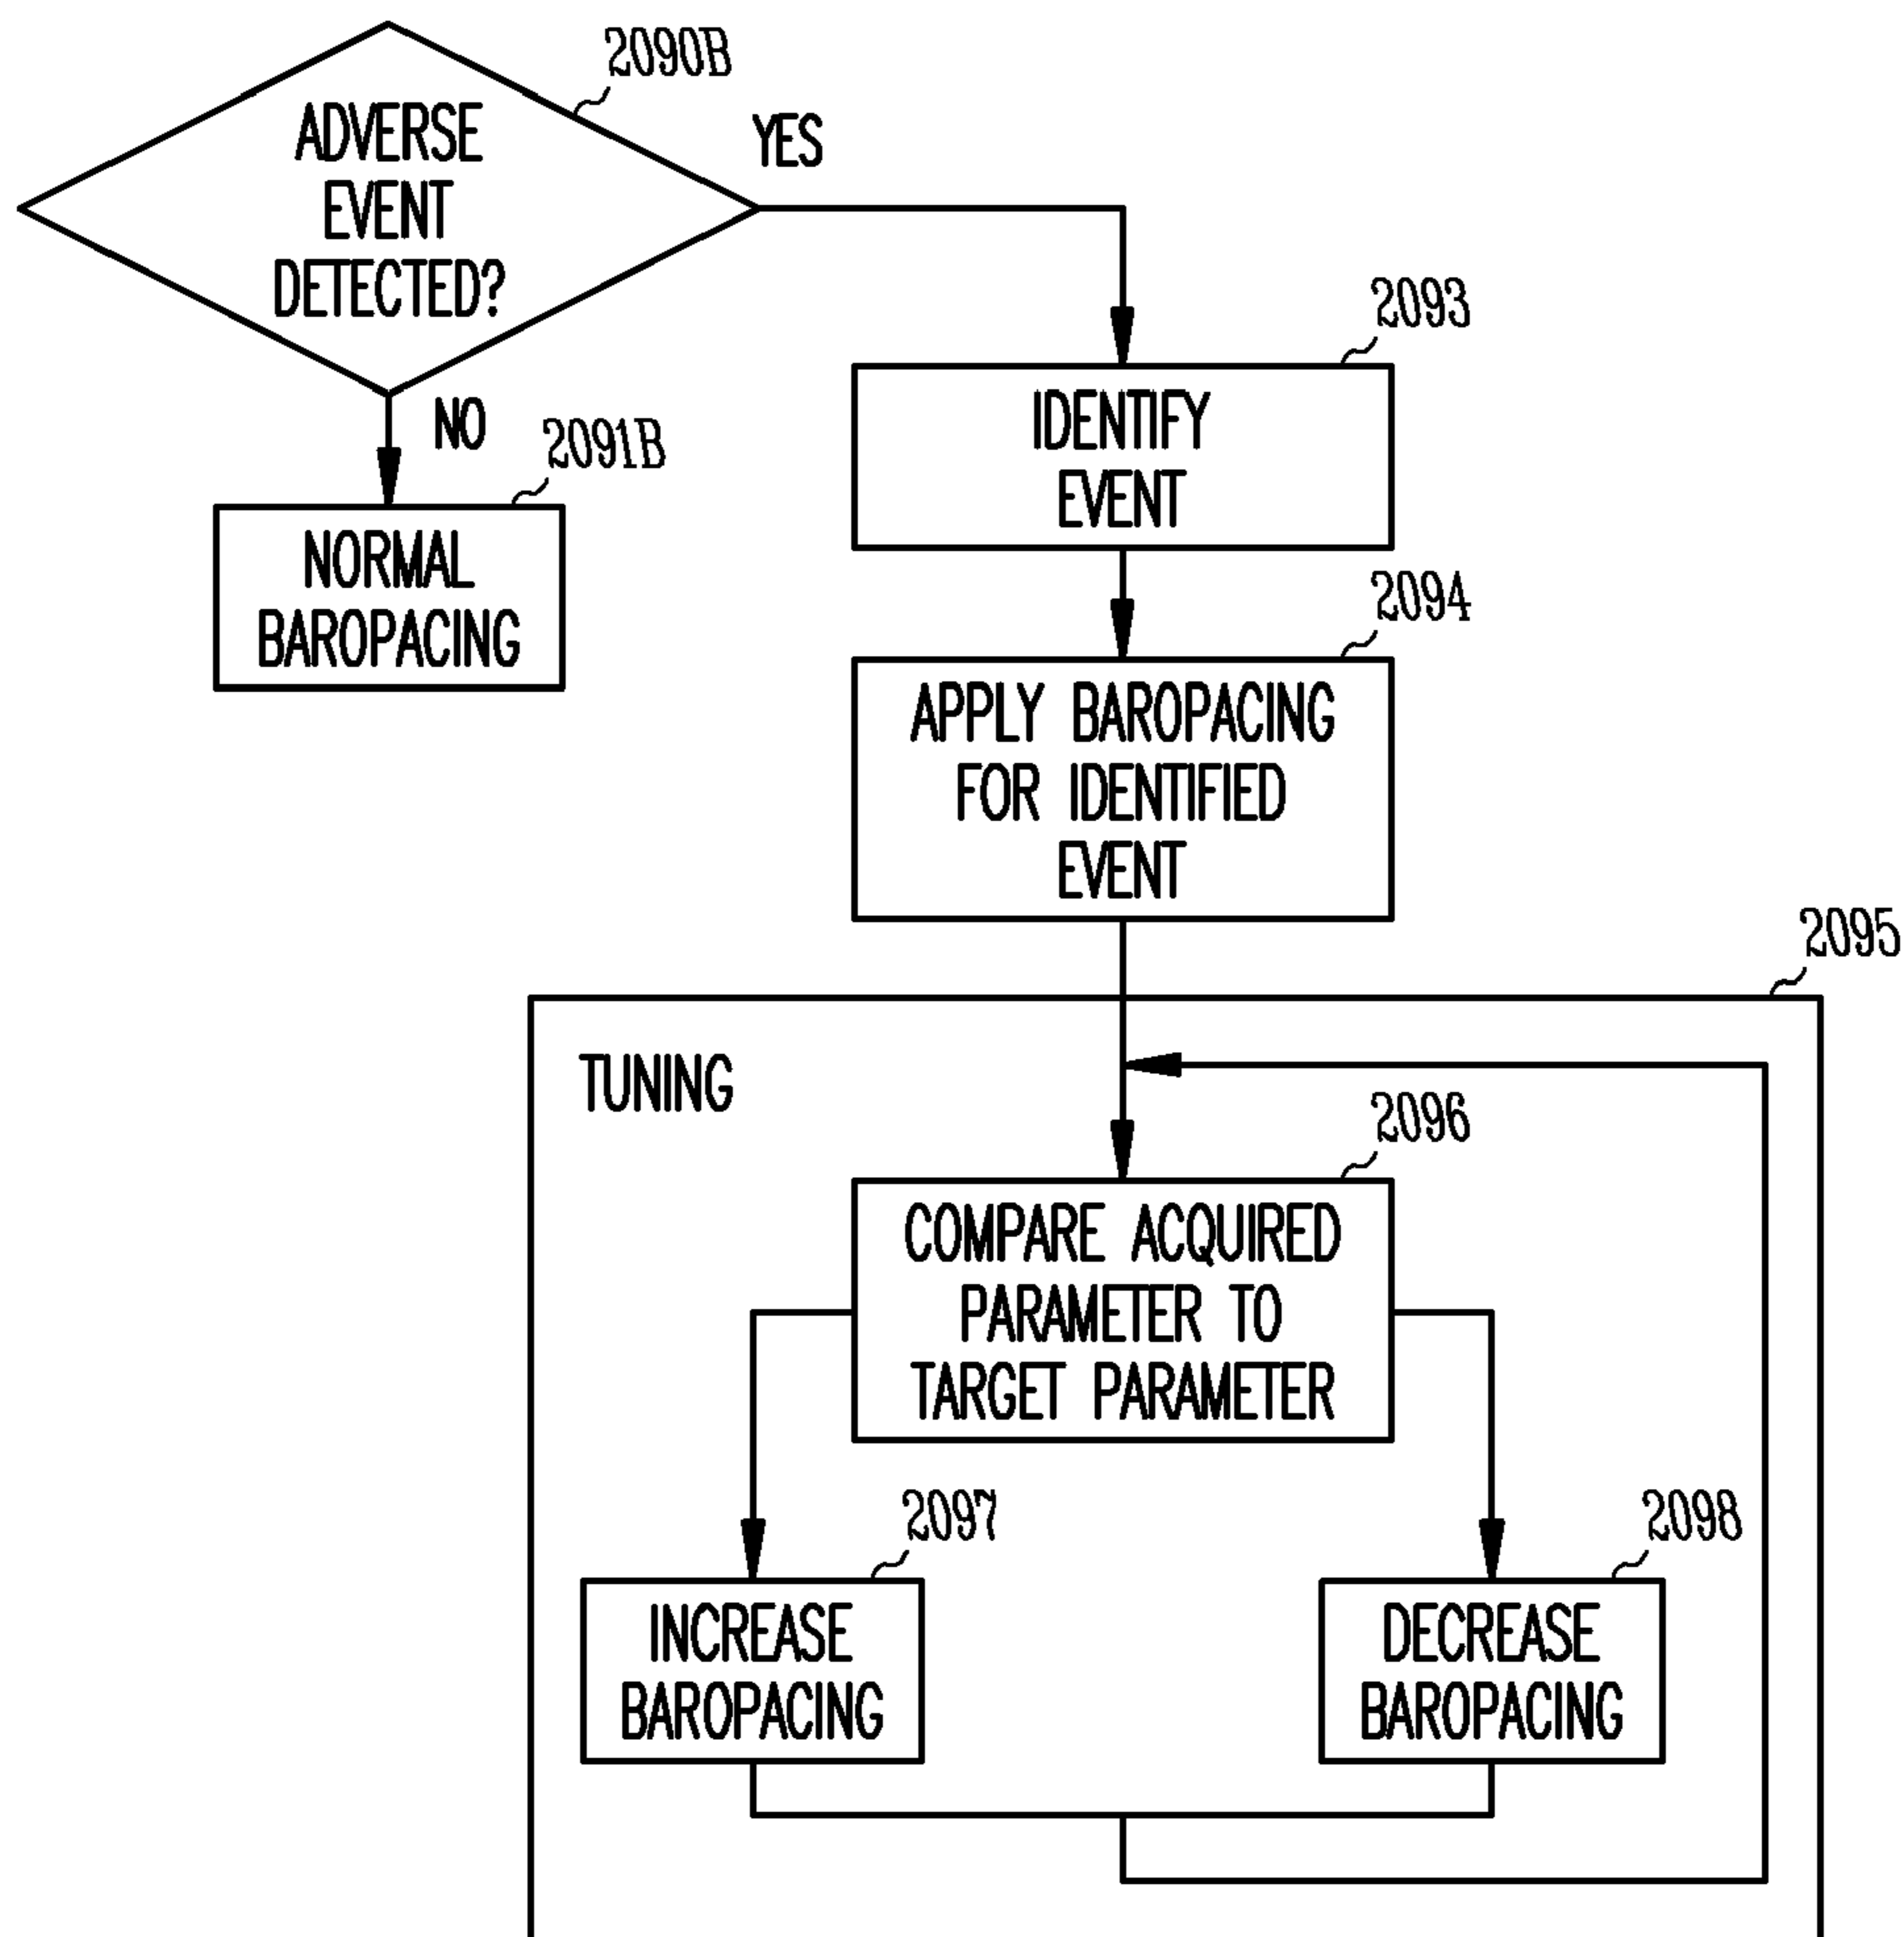 2090B
ADVERSE
EVENT
DETECTED?
YES
NO
2091B
NORMAL
BAROPACING
2093
IDENTIFY
EVENT
2094
APPLY BAROPACING
FOR IDENTIFIED
EVENT
2095
TUNING
2096
COMPARE ACQUIRED
PARAMETER TO
TARGET PARAMETER
2097
INCREASE
BAROPACING
2098
DECREASE
BAROPACING